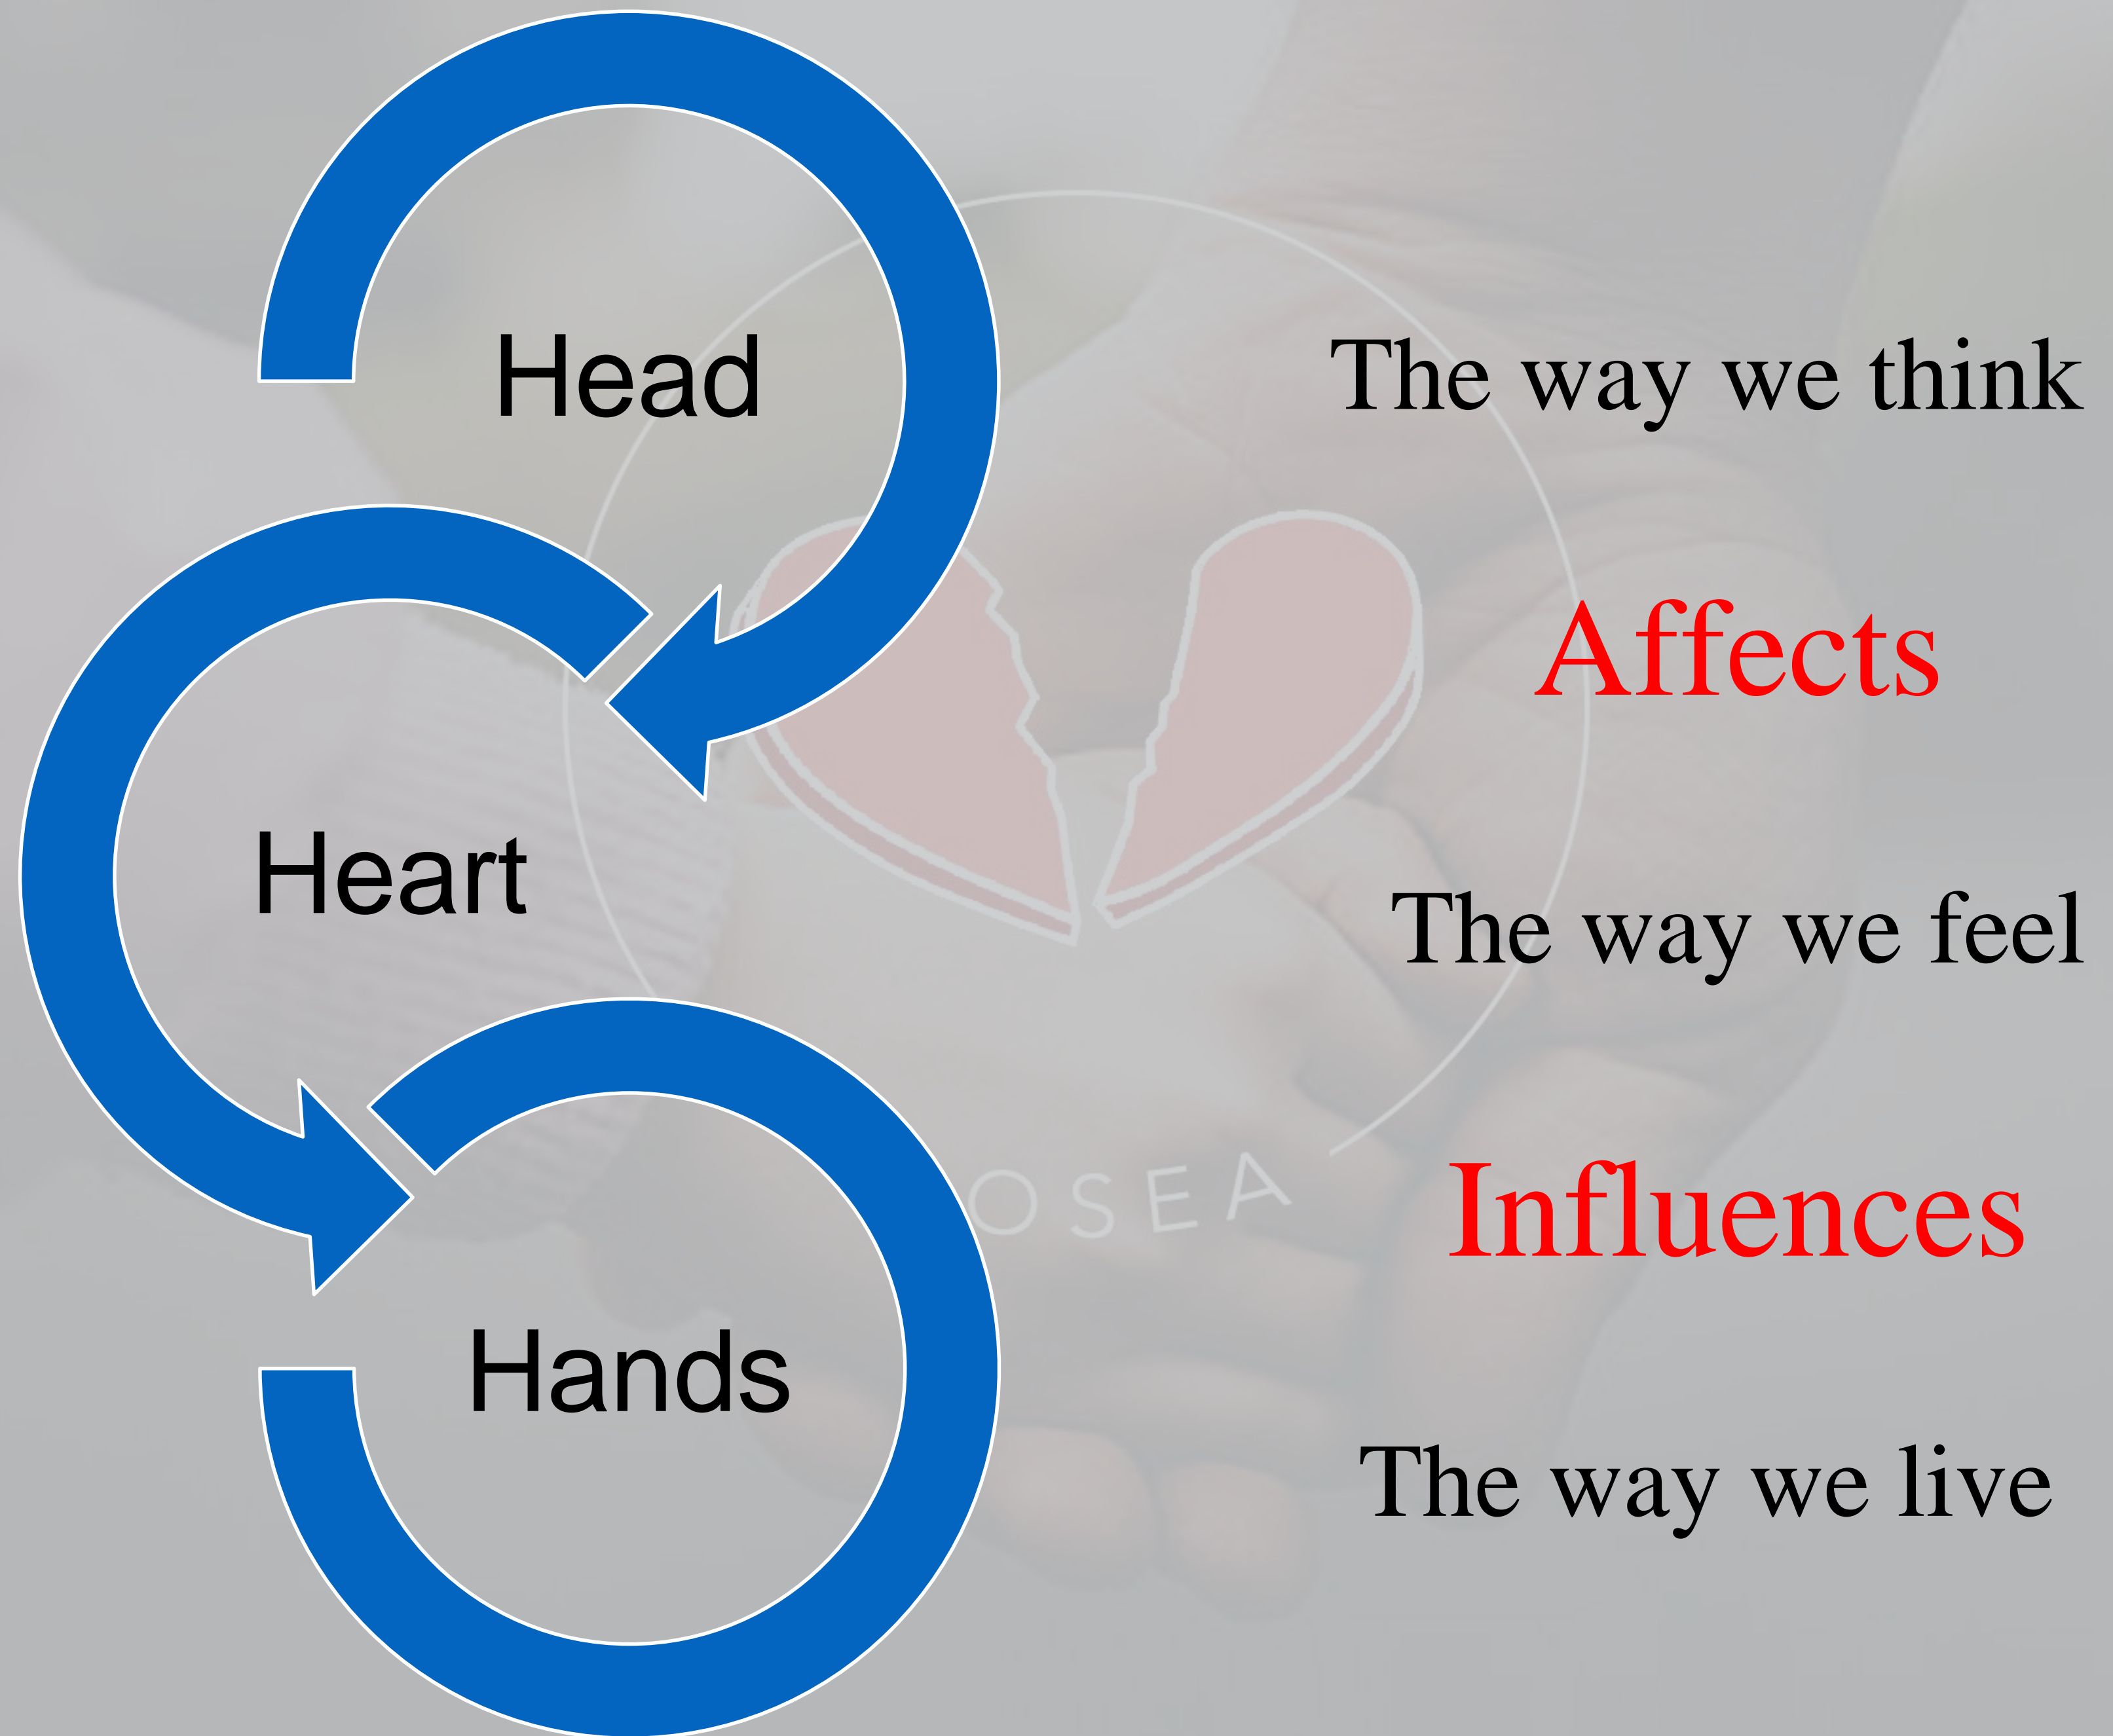 Head
The way we think
Affects
Heart
The way we feel
Influences
Hands
The way we live
OSEA